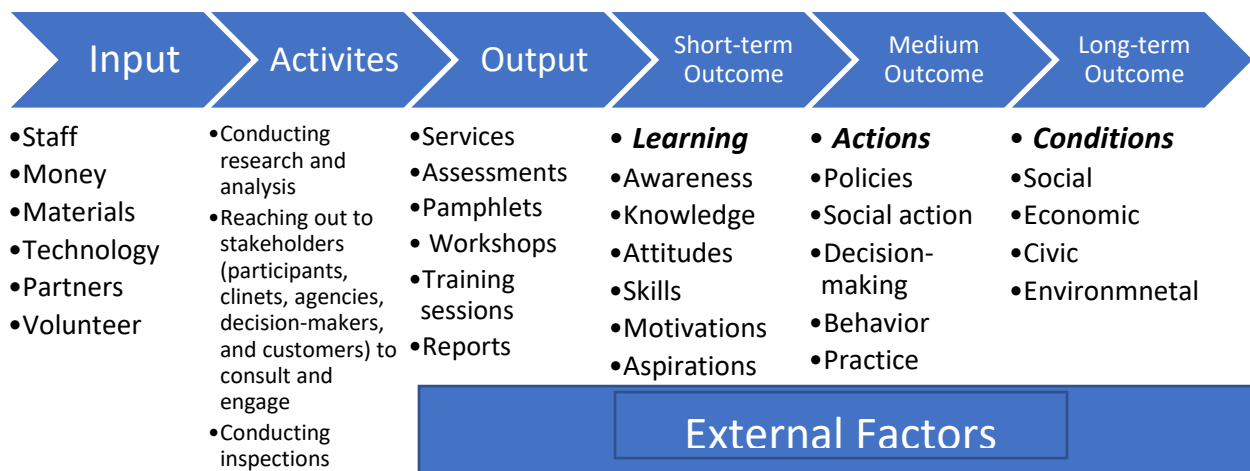 Input
Activites
Output
Short-term
Outcome
Medium
Outcome
Long-term
Outcome
•Staff
•Money
•Materials
•Technology
•Partners
•Volunteer
•Conducting
research and
analysis
•Reaching out to
stakeholders
(participants,
clinets, agencies,
decision-makers,
and customers) to
consult and
engage
•Conducting
inspections
•Services
•Assessments
•Pamphlets
• Workshops
•Training
sessions
•Reports
• Learning
•Awareness
•Knowledge
•Attitudes
•Skills
•Motivations
•Aspirations
• Actions
•Policies
•Social action
•Decision-
making
•Behavior
•Practice
• Conditions
•Social
•Economic
•Civic
•Environmnetal
External Factors